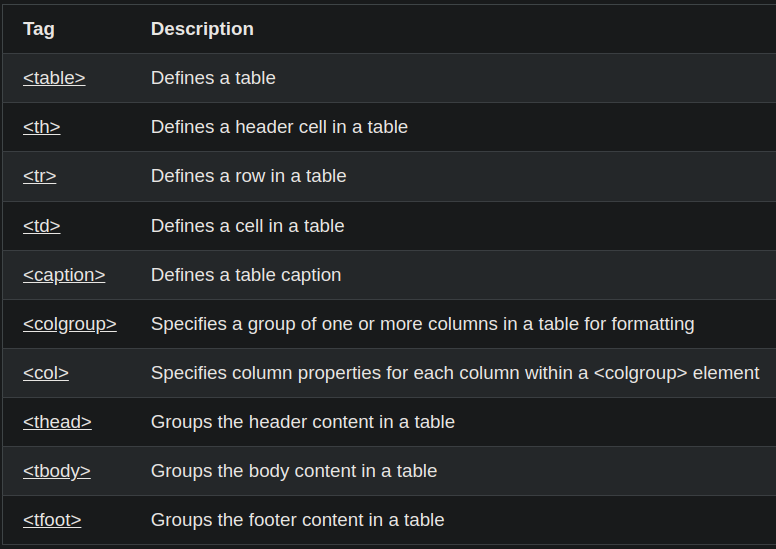 Tag Description
<table> Defines a table
<th> Defines a header cell in a table
<tr> Defines a row in a table
<td> Defines a cell in a table
<caption> Defines a table caption
<colgroup> Specifies a group of one or more columns in a table for formatting
<col> Specifies column properties for each column within a <colgroup> element
<thead> Groups the header content in a table
<tbody> Groups the body content in a table
<tfoot> Groups the footer content in a table